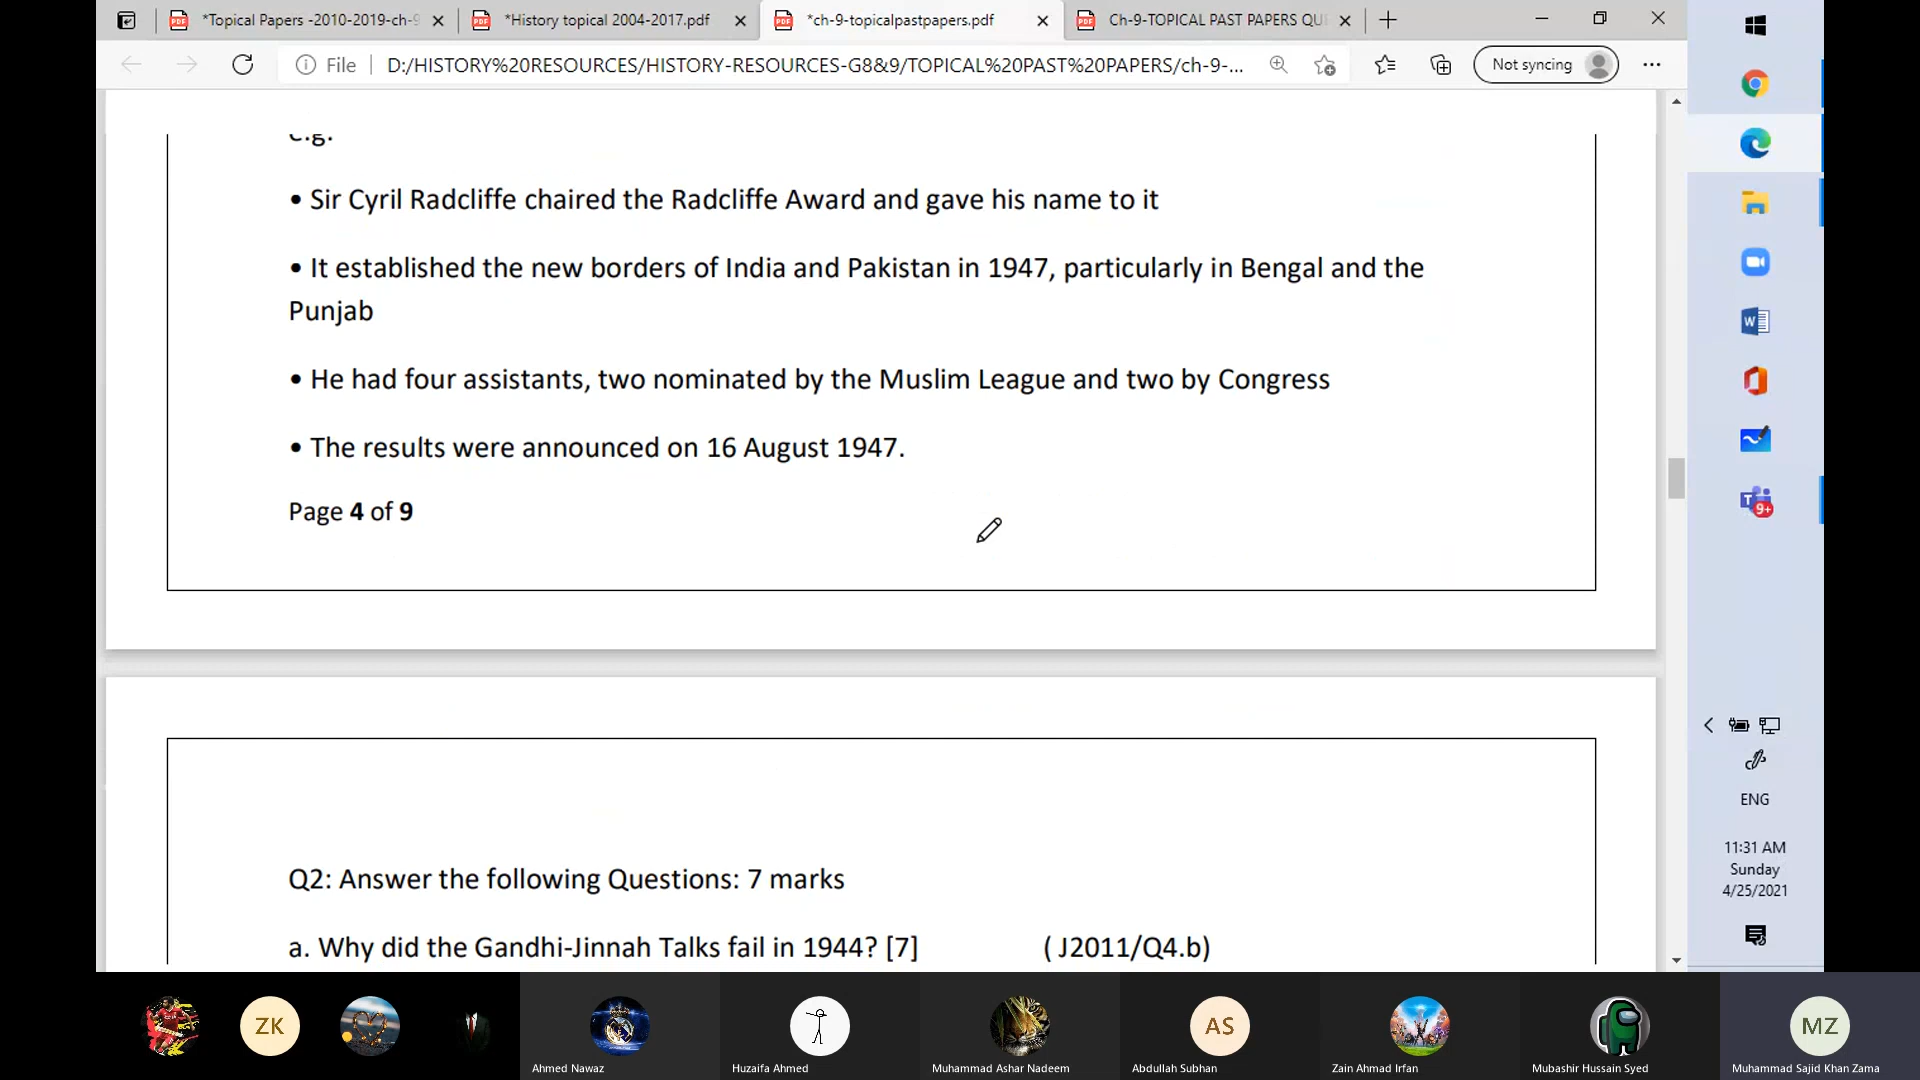 *Topical Papers -2010-2019-ch-9
*History topical 2004-2017.pdf
*ch-9-topicalpastpapers.pdf
Ch-9-TOPICAL PAST PAPERS QU
File
D:/HISTORY%20RESOURCES/HISTORY-RESOURCES-G8&9/TOPICAL%20PAST%20PAPERS/ch-9-...
Not syncing
e.g.
• Sir Cyril Radcliffe chaired the Radcliffe Award and gave his name to it
• It established the new borders of India and Pakistan in 1947, particularly in Bengal and the
Punjab
• He had four assistants, two nominated by the Muslim League and two by Congress
• The results were announced on 16 August 1947.
Page 4 of 9
Q2: Answer the following Questions: 7 marks
a. Why did the Gandhi-Jinnah Talks fail in 1944? [7] ( J2011/Q4.b)
9+
ENG
11:31 AM
Sunday
4/25/2021
ZK
AS
MZ
Ahmed Nawaz
Huzaifa Ahmed
Muhammad Ashar Nadeem
Abdullah Subhan
Zain Ahmad Irfan
Mubashir Hussain Syed
Muhammad Sajid Khan Zama